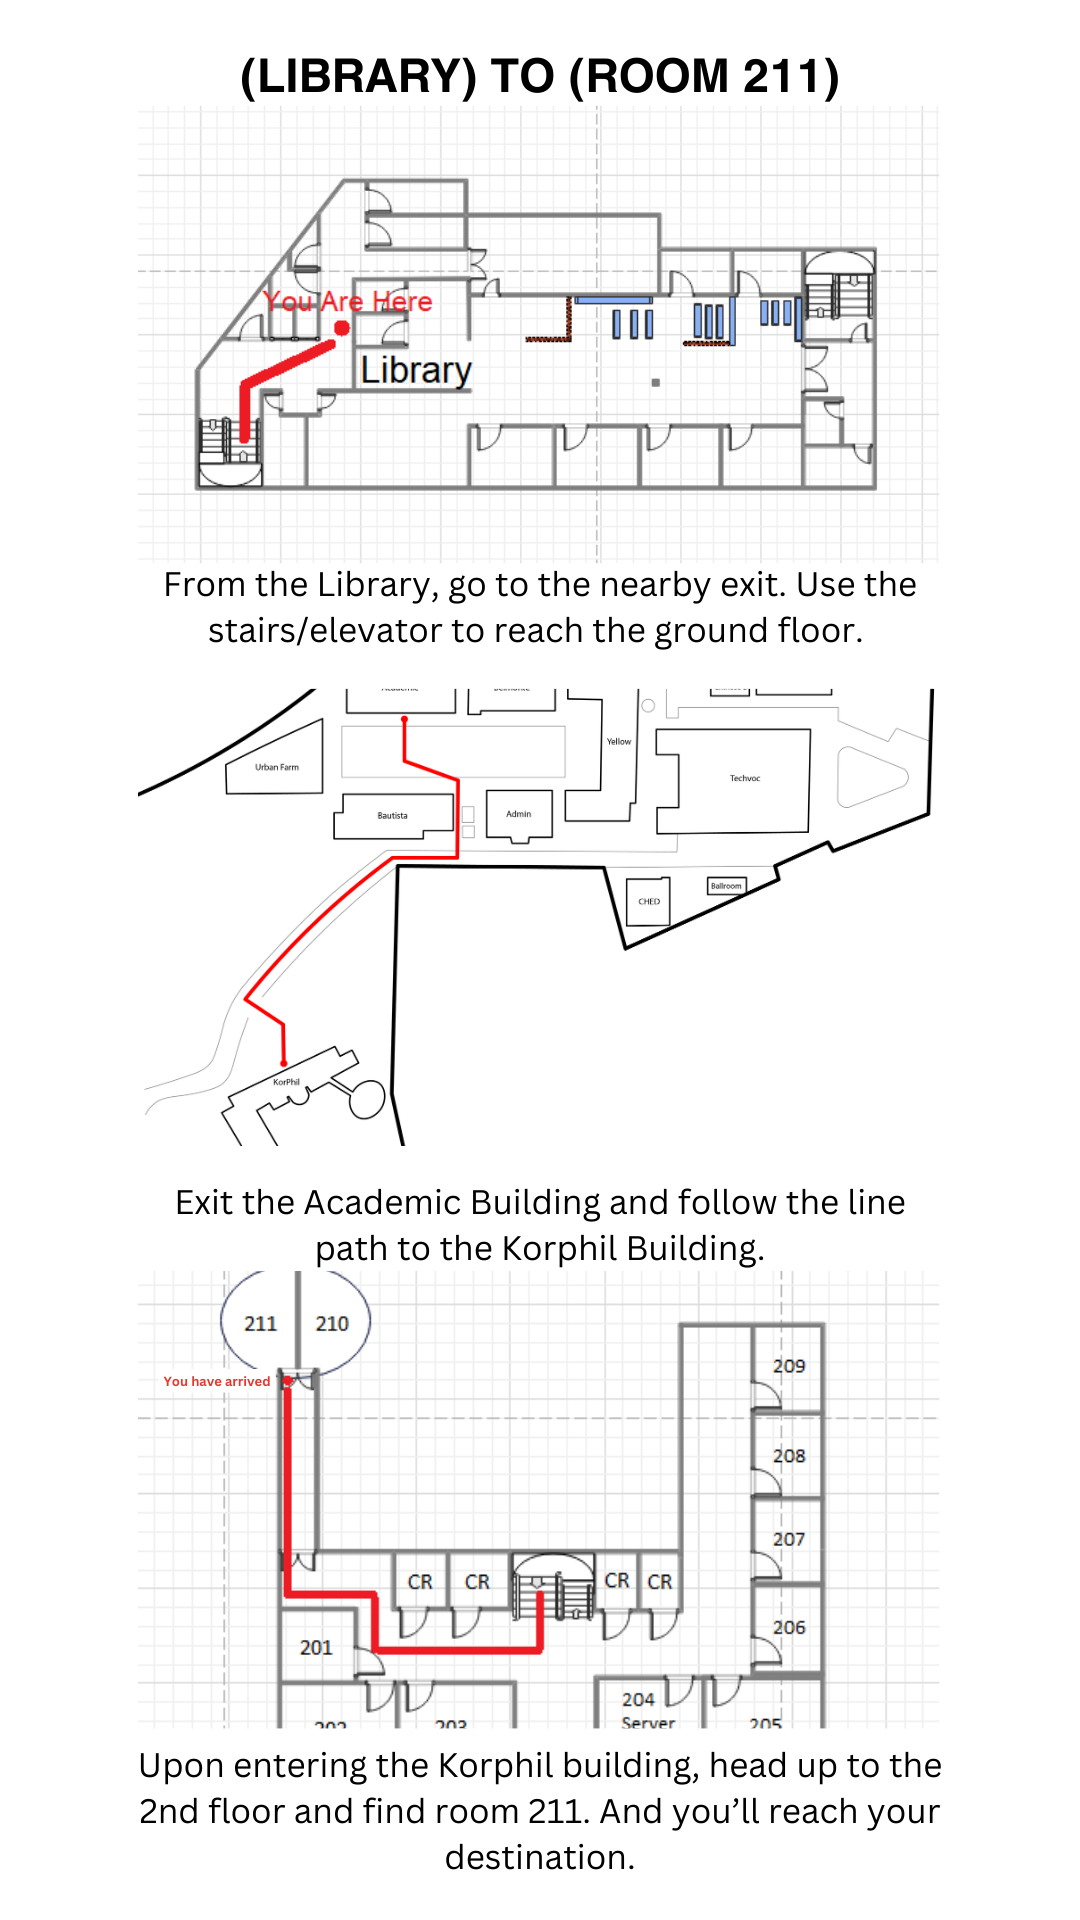 (LIBRARY) TO (ROOM 211)
You Are Here
Library
From the Library, go to the nearby exit. Use the
stairs/elevator to reach the ground floor.
Urban Farm
Yellow
Techvoc
Bautista
Admin
CHED
Ballroom
KorPhil
Exit the Academic Building and follow the line
path to the Korphil Building.
211
210
209
You have arrived
208
207
CR
CR
CR
CR
206
201
204
Server
202
203
205
Upon entering the Korphil building, head up to the
2nd floor and find room 211. And you’ll reach your
destination.